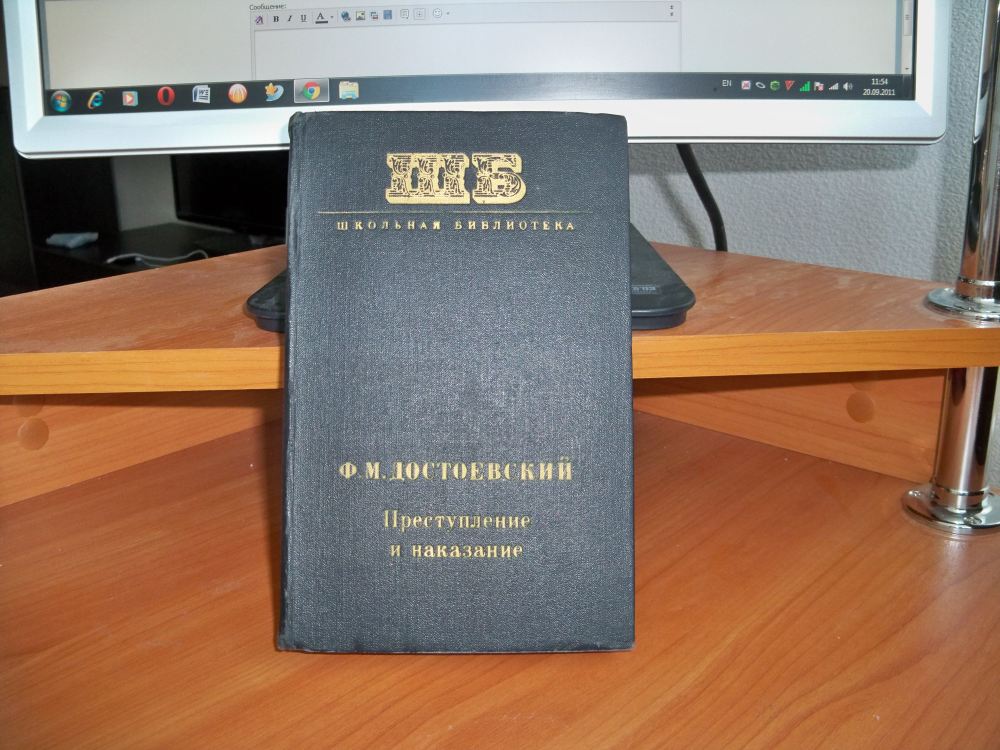 Сообщение:
B I U A
EN
11:54
20.09.2011
ШБ
ШКОЛЬНАЯ БИБЛИОТЕКА
Ф.М.ДОСТОЕВСКИЙ
Преступление
и наказание